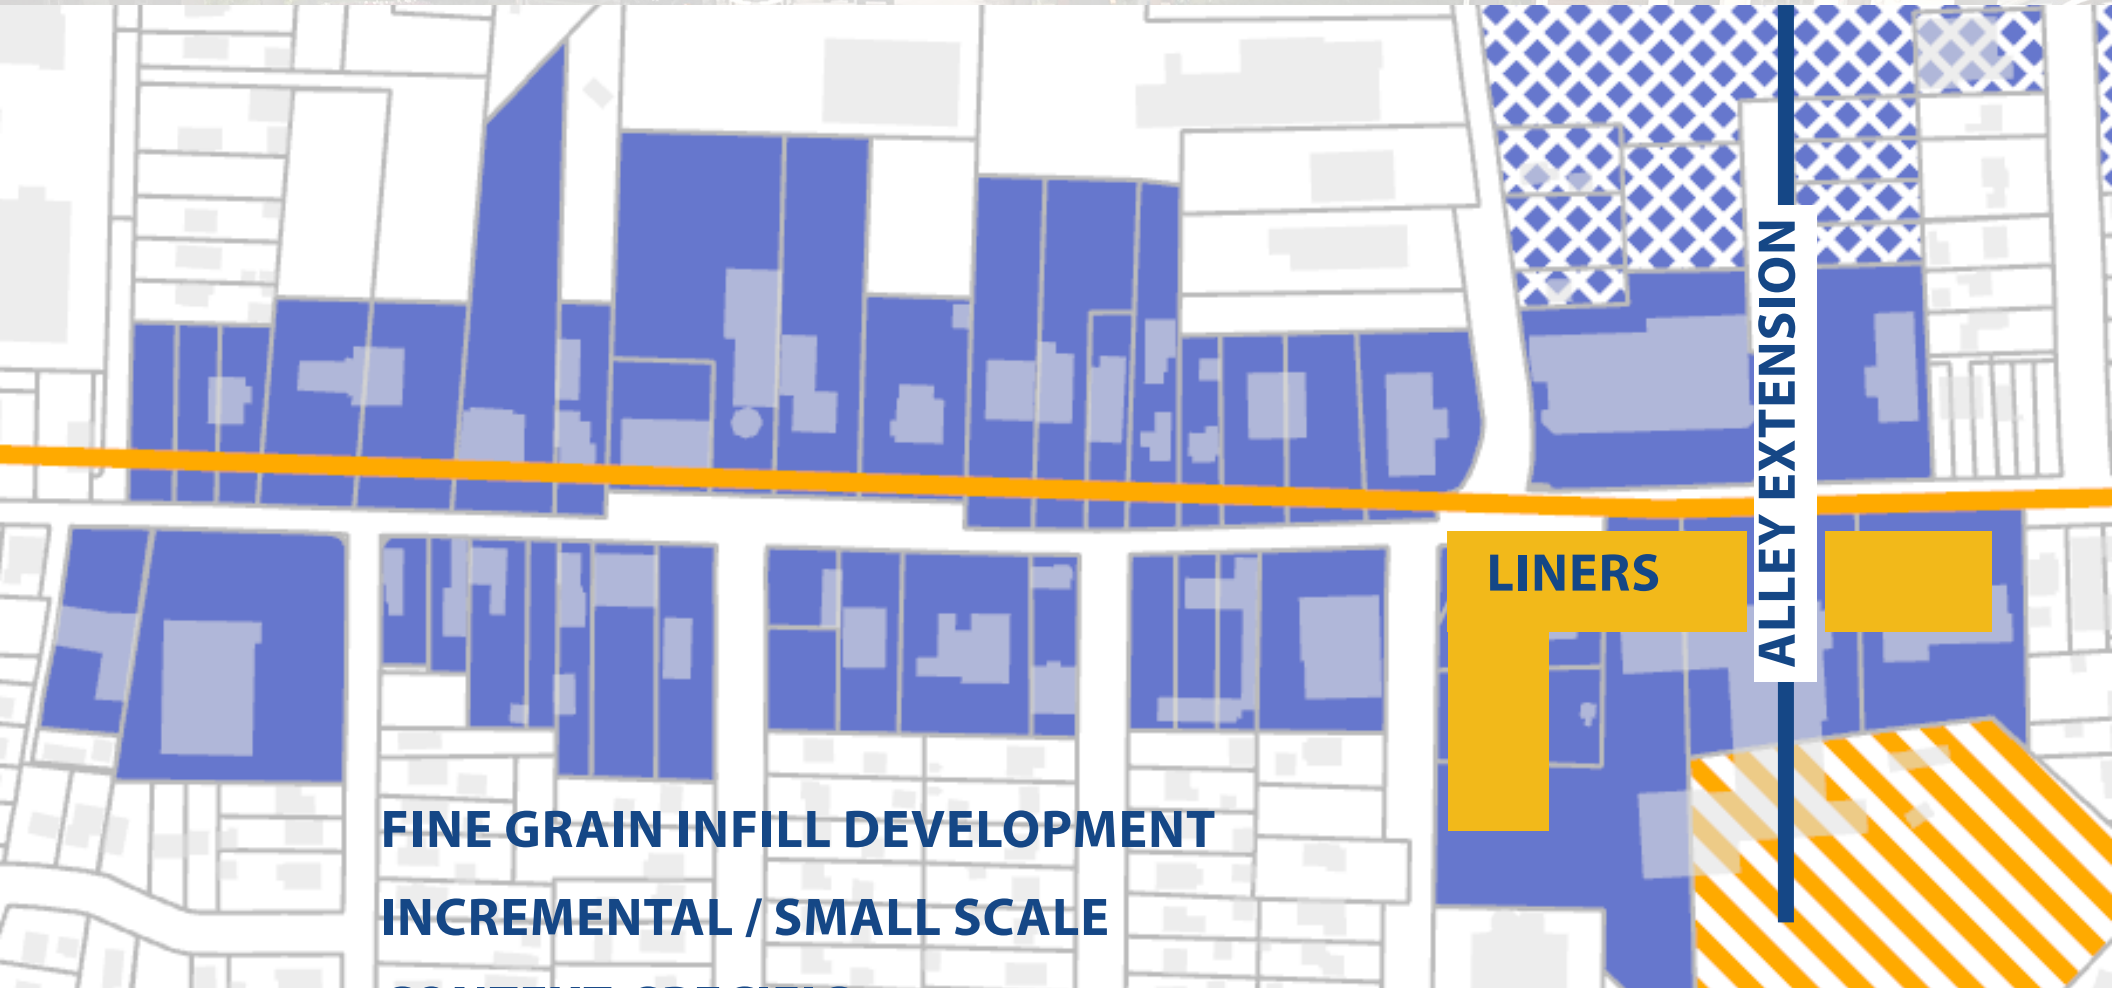 ALLEY EXTENSION
LINERS
FINE GRAIN INFILL DEVELOPMENT
INCREMENTAL / SMALL SCALE